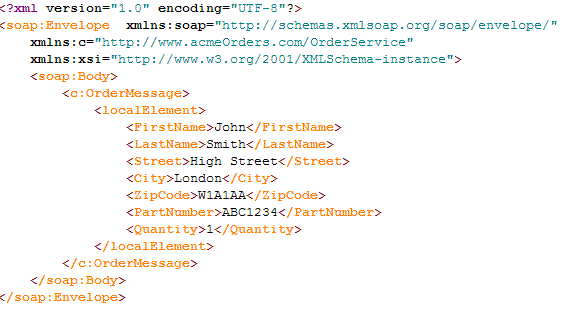 <?xml version="1.0" encoding="UTF-8"?>
<soap:Envelope  xmlns:soap="http://schemas.xmlsoap.org/soap/envelope/"
    xmlns:c="http://www.acmeOrders.com/OrderService"
    xmlns:xsi="http://www.w3.org/2001/XMLSchema-instance">
    <soap:Body>
        <c:OrderMessage>
            <localElement>
                <FirstName>John</FirstName>
                <LastName>Smith</LastName>
                <Street>High Street</Street>
                <City>London</City>
                <ZipCode>W1A1AA</ZipCode>
                <PartNumber>ABC1234</PartNumber>
                <Quantity>1</Quantity>
            </localElement>
        </c:OrderMessage>
    </soap:Body>
</soap:Envelope>